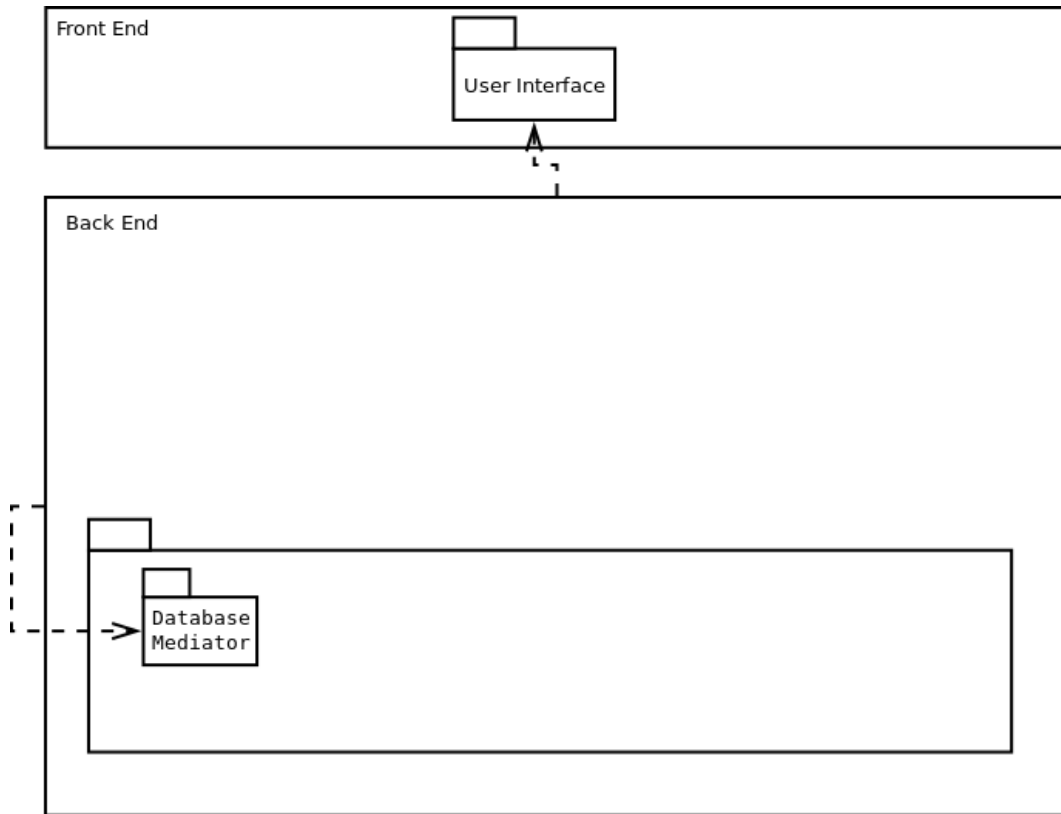 Front End
User Interface
Back End
Database
Mediator